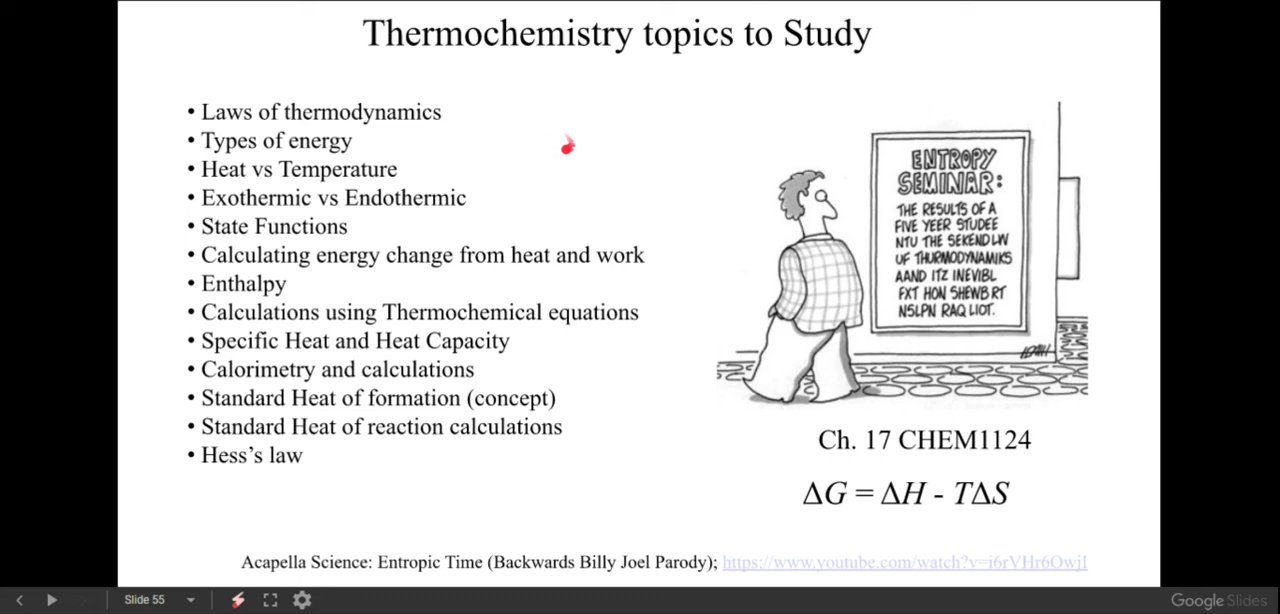 Thermochemistry topics to Study
• Laws of thermodynamics
• Types of energy
• Heat vs Temperature
• Exothermic vs Endothermic
• State Functions
• Calculating energy change from heat and work
• Enthalpy
• Calculations using Thermochemical equations
• Specific Heat and Heat Capacity
• Calorimetry and calculations
• Standard Heat of formation (concept)
• Standard Heat of reaction calculations
• Hess’s law
ENTROPY
SEMINAR:
THE RESULTS OF A
FIVE YEER STUDEE
NTU THE SEKEND LW
UF THURMODYNAMIKS
AAND ITZ INEVIBL
FXT HON SHEWB RT
NSLPN RAQ LIOT.
Ch. 17 CHEM1124
ΔG = ΔH - TΔS
Acapella Science: Entropic Time (Backwards Billy Joel Parody); https://www.youtube.com/watch?v=i6rVHr6OwjI
Slide 55
Google Slides